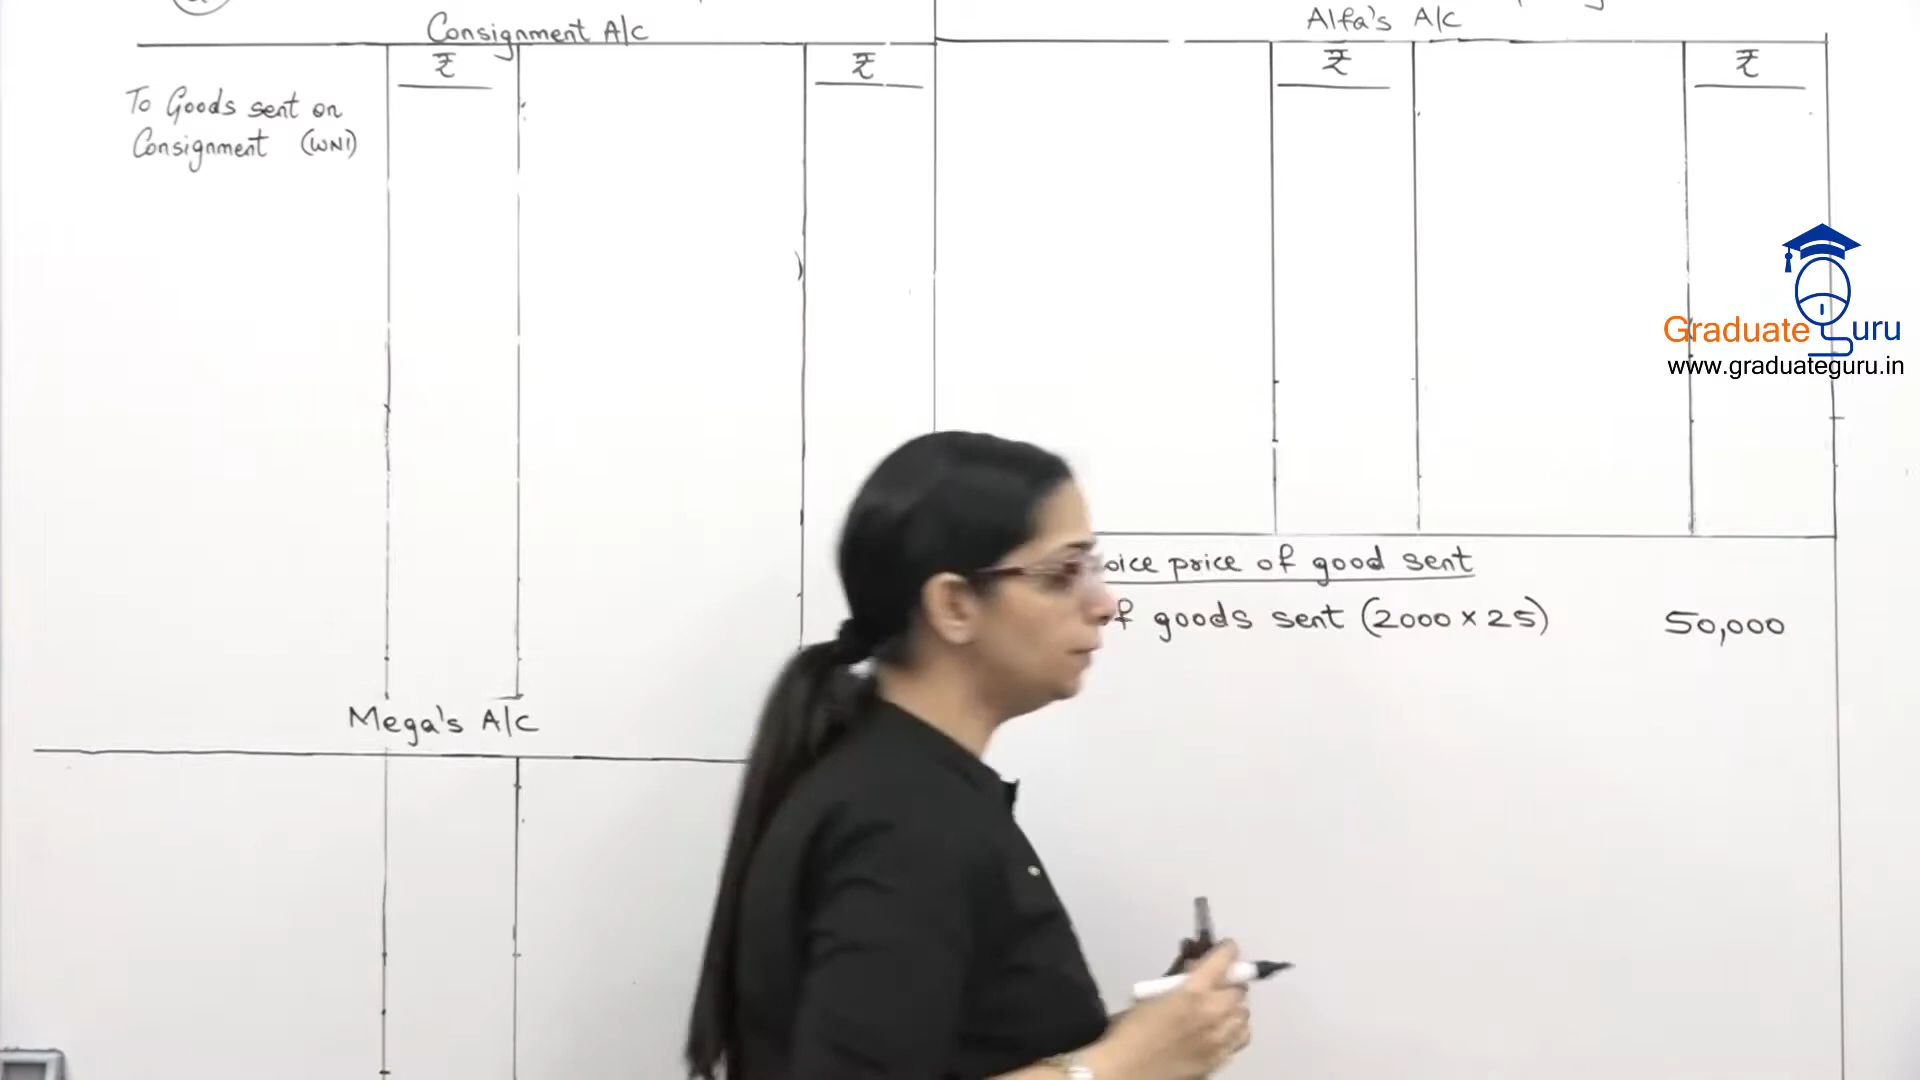 Consignment A/c
₹
₹
To Goods sent on
Consignment (WN1)
Alfa's A/C
₹
₹
Graduate Guru
www.graduateguru.in
price of good sent
goods sent (2000 × 25) 50,000
Mega's A/C